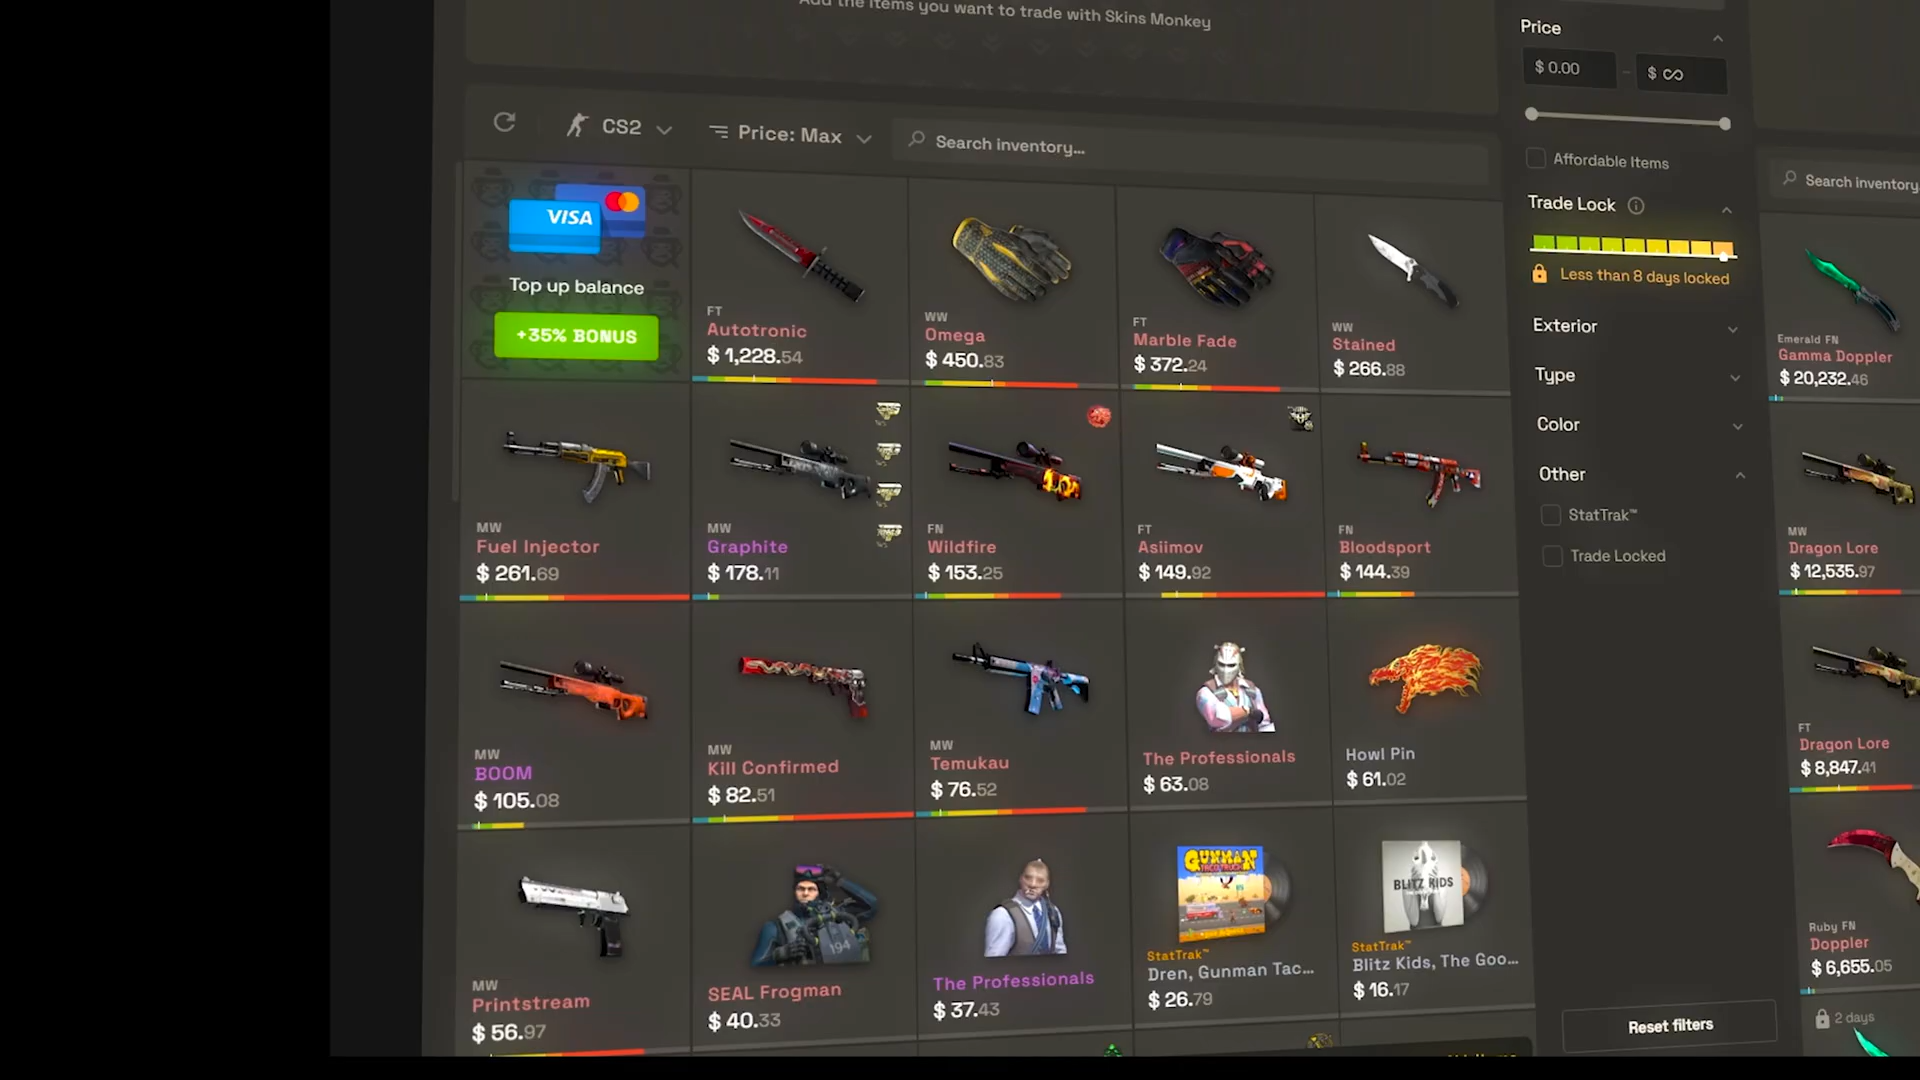 Add the items you want to trade with Skins Monkey
CS2
Price: Max
Search inventory...
VISA
Top up balance
+35% BONUS
FT
Autotronic
$ 1,228.54
WW
Omega
$ 450.83
FT
Marble Fade
$ 372.24
WW
Stained
$ 266.88
MW
Fuel Injector
$ 261.69
MW
Graphite
$ 178.11
FN
Wildfire
$ 153.25
FT
Asiimov
$ 149.92
FN
Bloodsport
$ 144.39
MW
BOOM
$ 105.08
MW
Kill Confirmed
$ 82.51
MW
Temukau
$ 76.52
The Professionals
$ 63.08
Howl Pin
$ 61.02
MW
Printstream
$ 56.97
194
SEAL Frogman
$ 40.33
The Professionals
$ 37.43
GUNMAN
TACO TRUCK
StatTrak™
Dren, Gunman Tac...
$ 26.79
BLITZ KIDS
StatTrak™
Blitz Kids, The Goo...
$ 16.17
Price
$ 0.00
–
$ ∞
Affordable Items
Trade Lock
Less than 8 days locked
Exterior
Type
Color
Other
StatTrak™
Trade Locked
Reset filters
Search inventory
Emerald FN
Gamma Doppler
$ 20,232.46
MW
Dragon Lore
$ 12,535.97
FT
Dragon Lore
$ 8,847.41
Ruby FN
Doppler
$ 6,655.05
2 days